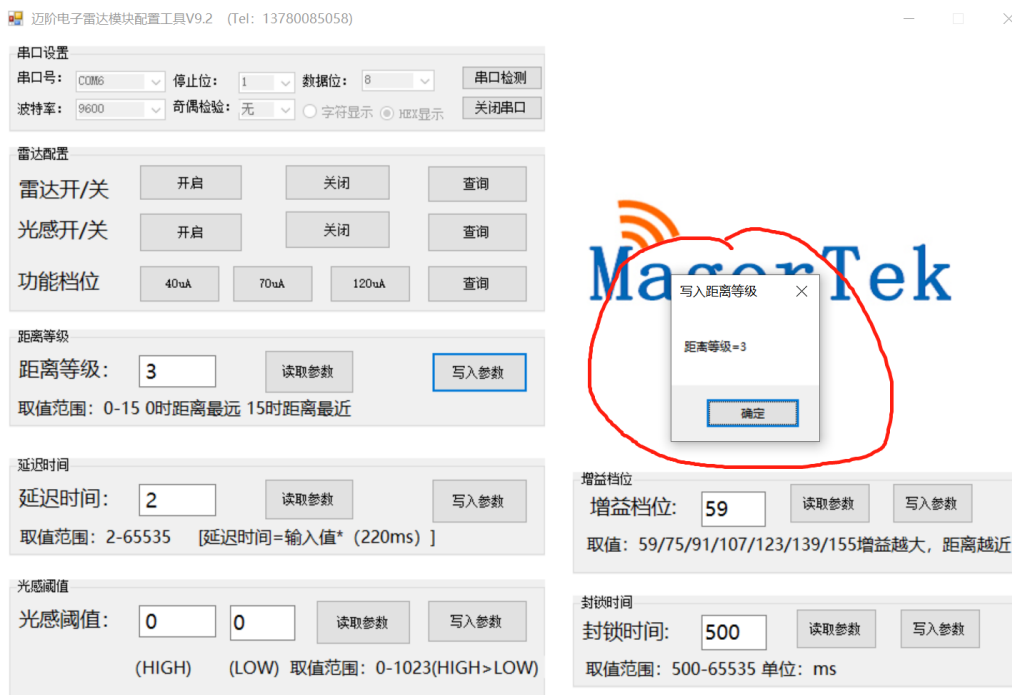 迈阶电子雷达模块配置工具V9.2 (Tel: 13780085058)
串口设置
串口号: COM6 停止位: 1 数据位: 8 串口检测
波特率: 9600 奇偶检验: 无 字符显示 HEX显示 关闭串口
雷达配置
雷达开/关 开启 关闭 查询
光感开/关 开启 关闭 查询
功能档位 40uA 70uA 120uA 查询
距离等级
距离等级: 3 读取参数 写入参数
取值范围: 0-15 0时距离最远 15时距离最近
延迟时间
延迟时间: 2 读取参数 写入参数
取值范围: 2-65535 [延迟时间=输入值*（220ms）]
光感阈值
光感阈值: 0 0 读取参数 写入参数
(HIGH) (LOW) 取值范围: 0-1023(HIGH>LOW)
MagorTek
写入距离等级
距离等级=3
确定
增益档位
增益档位: 59 读取参数 写入参数
取值: 59/75/91/107/123/139/155增益越大，距离越近
封锁时间
封锁时间: 500 读取参数 写入参数
取值范围: 500-65535 单位: ms